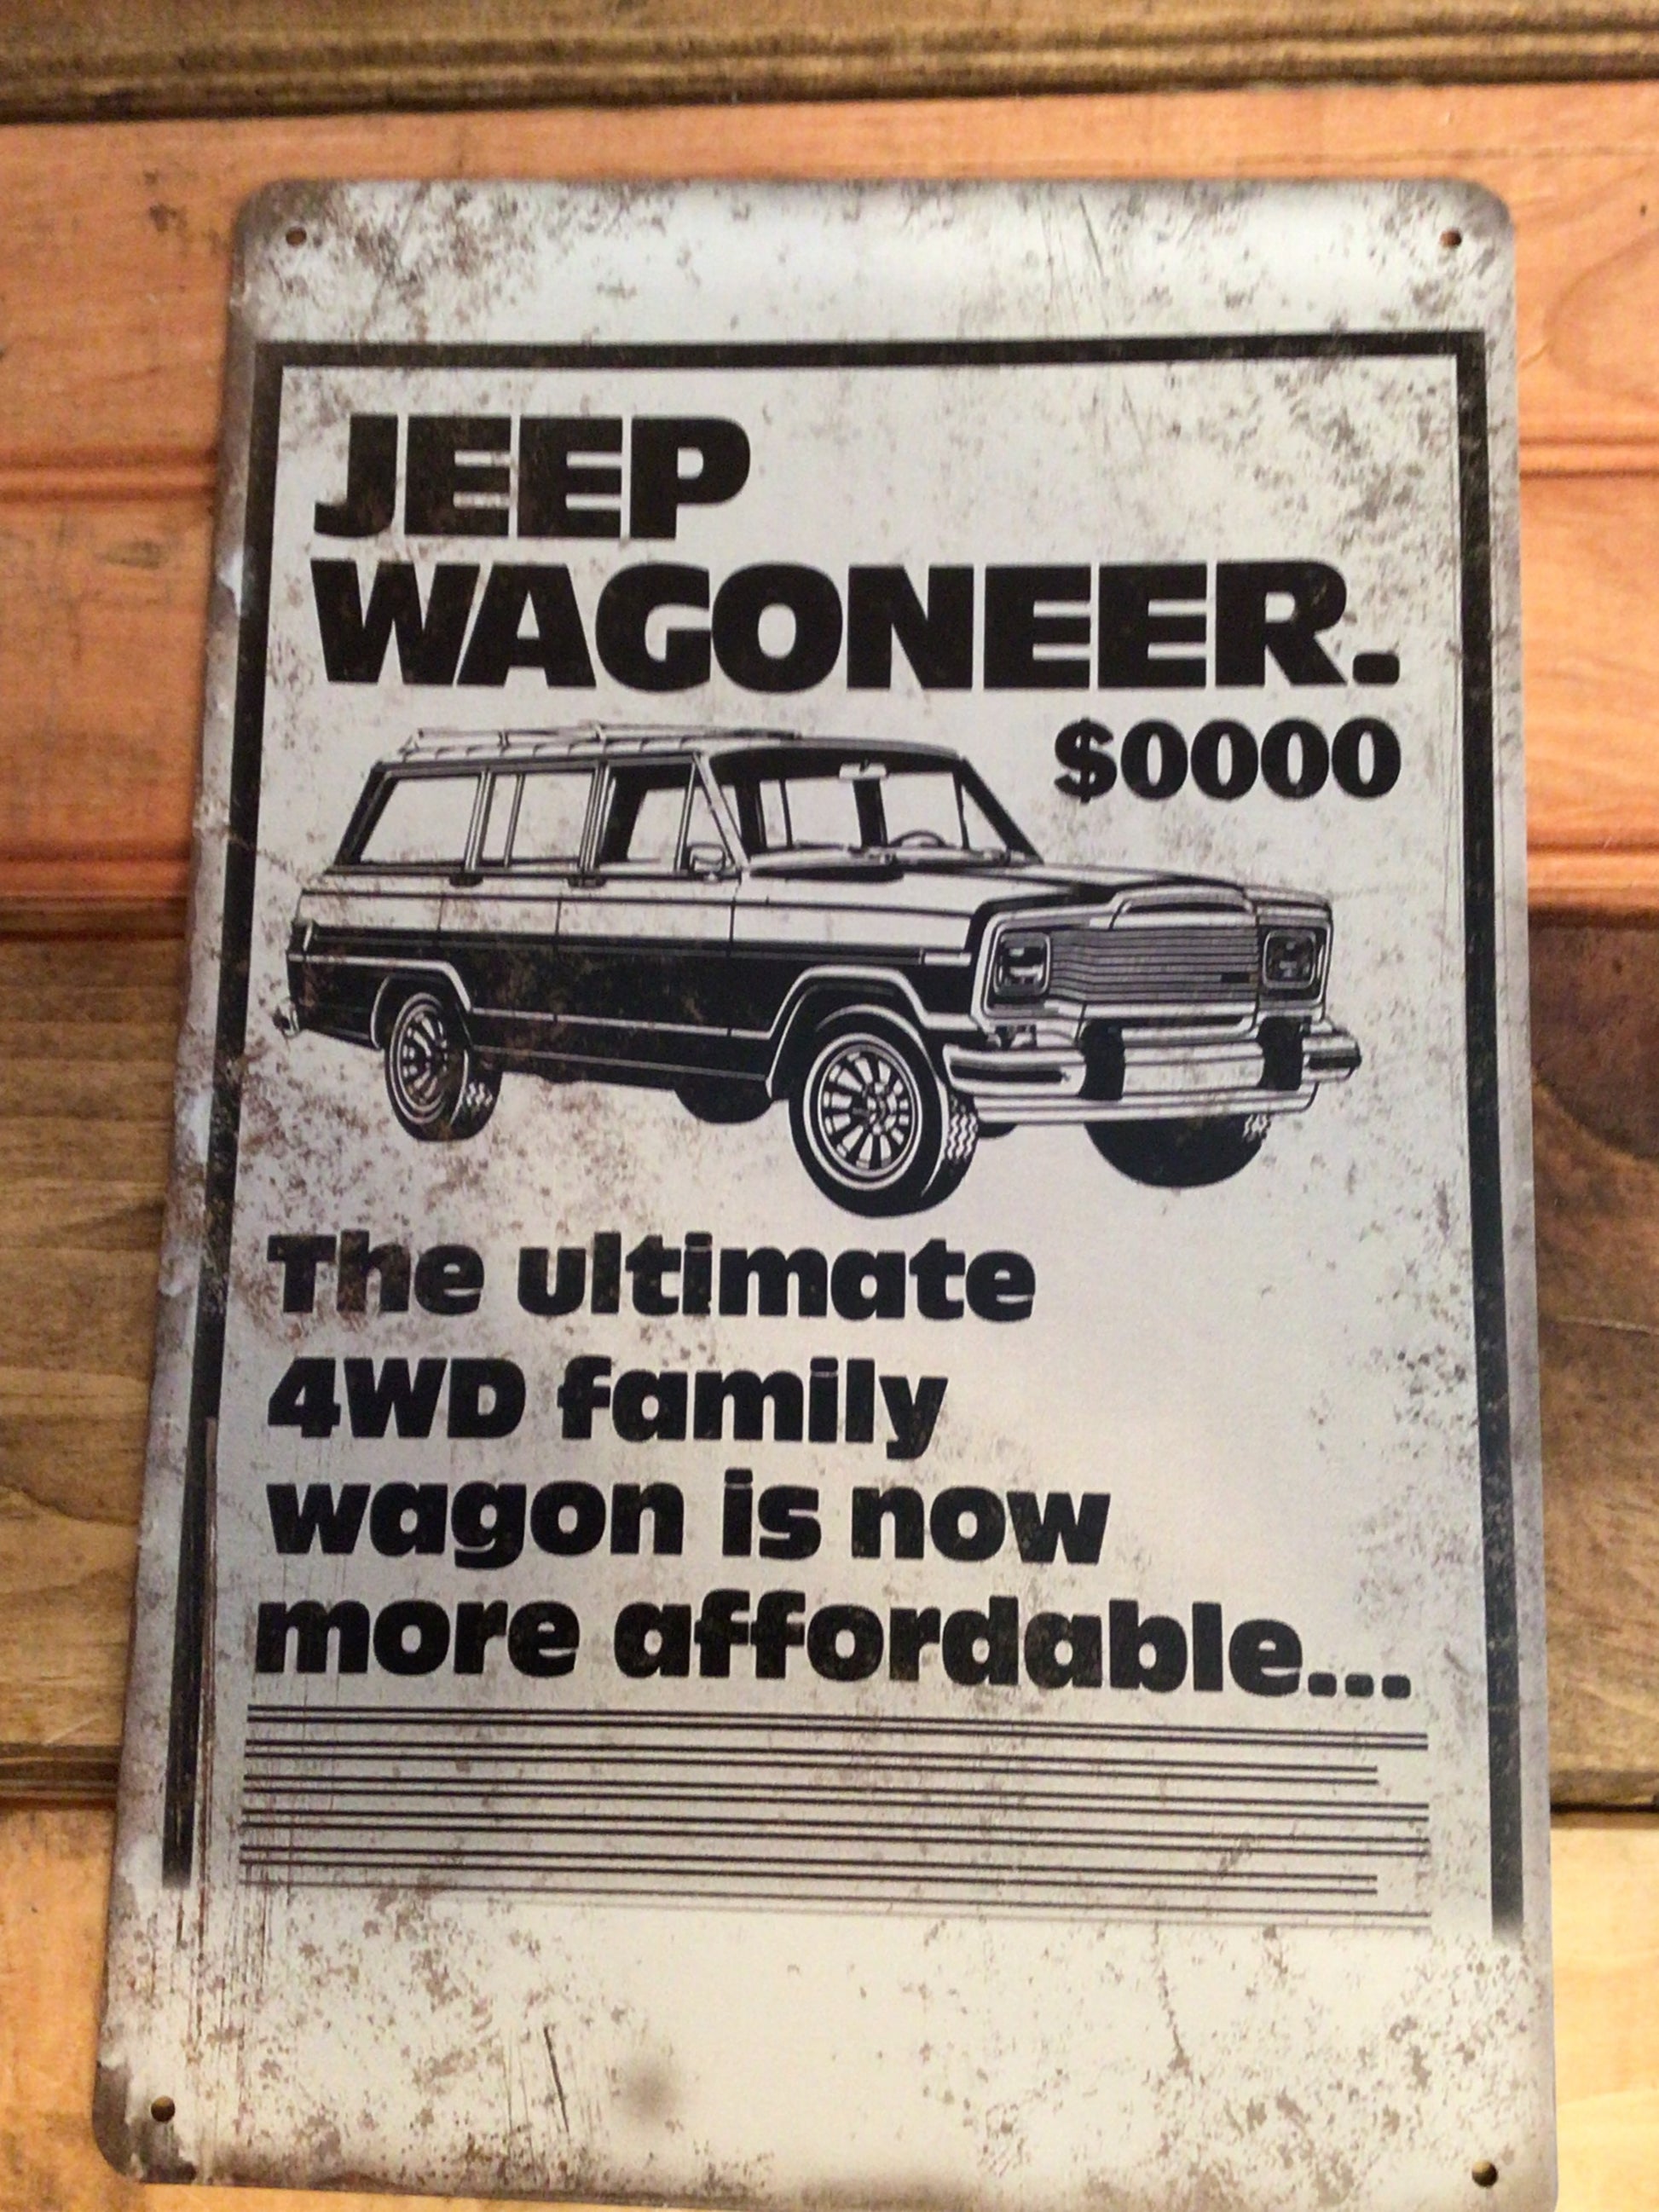 JEEP
WAGONEER.
$0000
The ultimate
4WD family
wagon is now
more affordable...